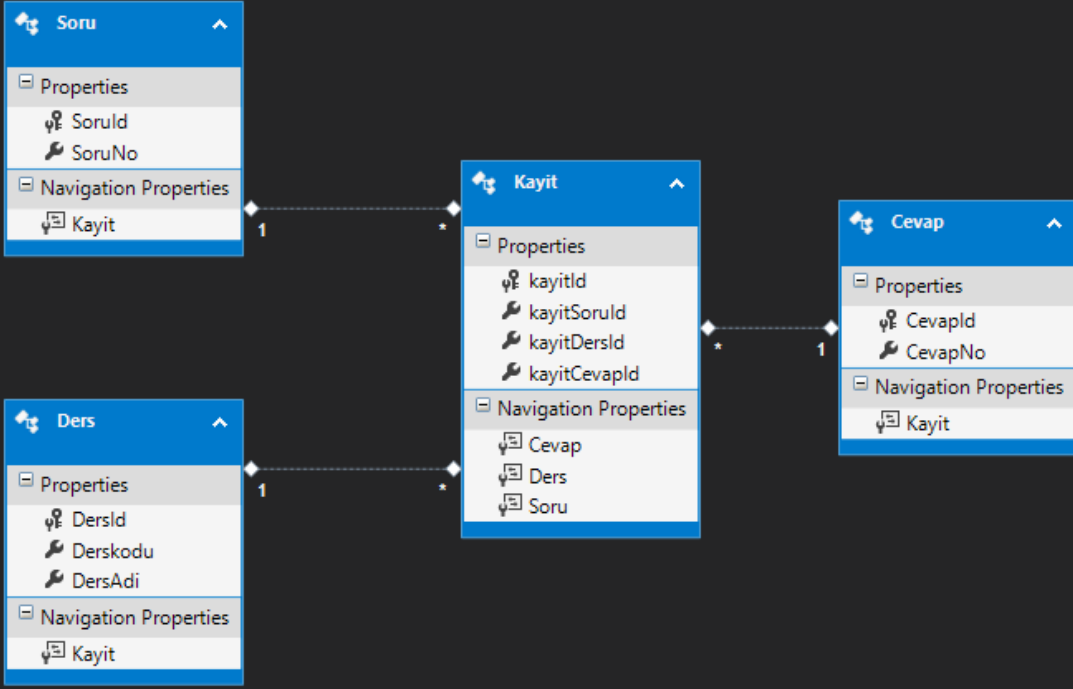 Soru
Properties
SoruId
SoruNo
Navigation Properties
Kayit
1
*
Ders
Properties
DersId
Derskodu
DersAdi
Navigation Properties
Kayit
1
*
Kayit
Properties
kayitId
kayitSoruId
kayitDersId
kayitCevapId
Navigation Properties
Cevap
Ders
Soru
*
1
Cevap
Properties
CevapId
CevapNo
Navigation Properties
Kayit